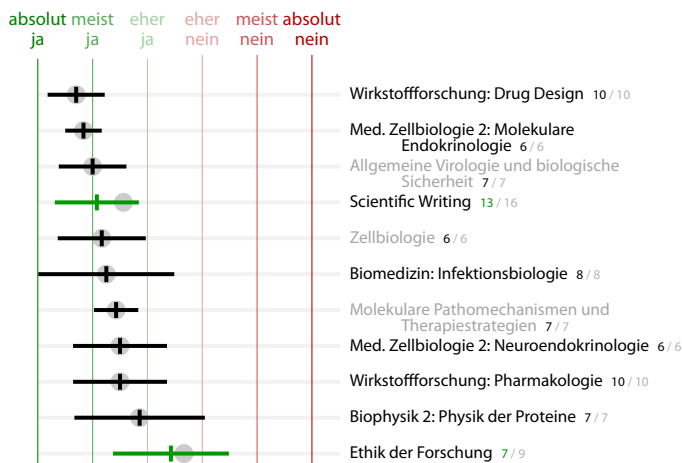 absolut meist eher eher meist absolut
ja ja ja nein nein nein
Wirkstoffforschung: Drug Design 10 / 10
Med. Zellbiologie 2: Molekulare
Endokrinologie 6 / 6
Allgemeine Virologie und biologische
Sicherheit 7 / 7
Scientific Writing 13 / 16
Zellbiologie 6 / 6
Biomedizin: Infektionsbiologie 8 / 8
Molekulare Pathomechanismen und
Therapiestrategien 7 / 7
Med. Zellbiologie 2: Neuroendokrinologie 6 / 6
Wirkstoffforschung: Pharmakologie 10 / 10
Biophysik 2: Physik der Proteine 7 / 7
Ethik der Forschung 7 / 9